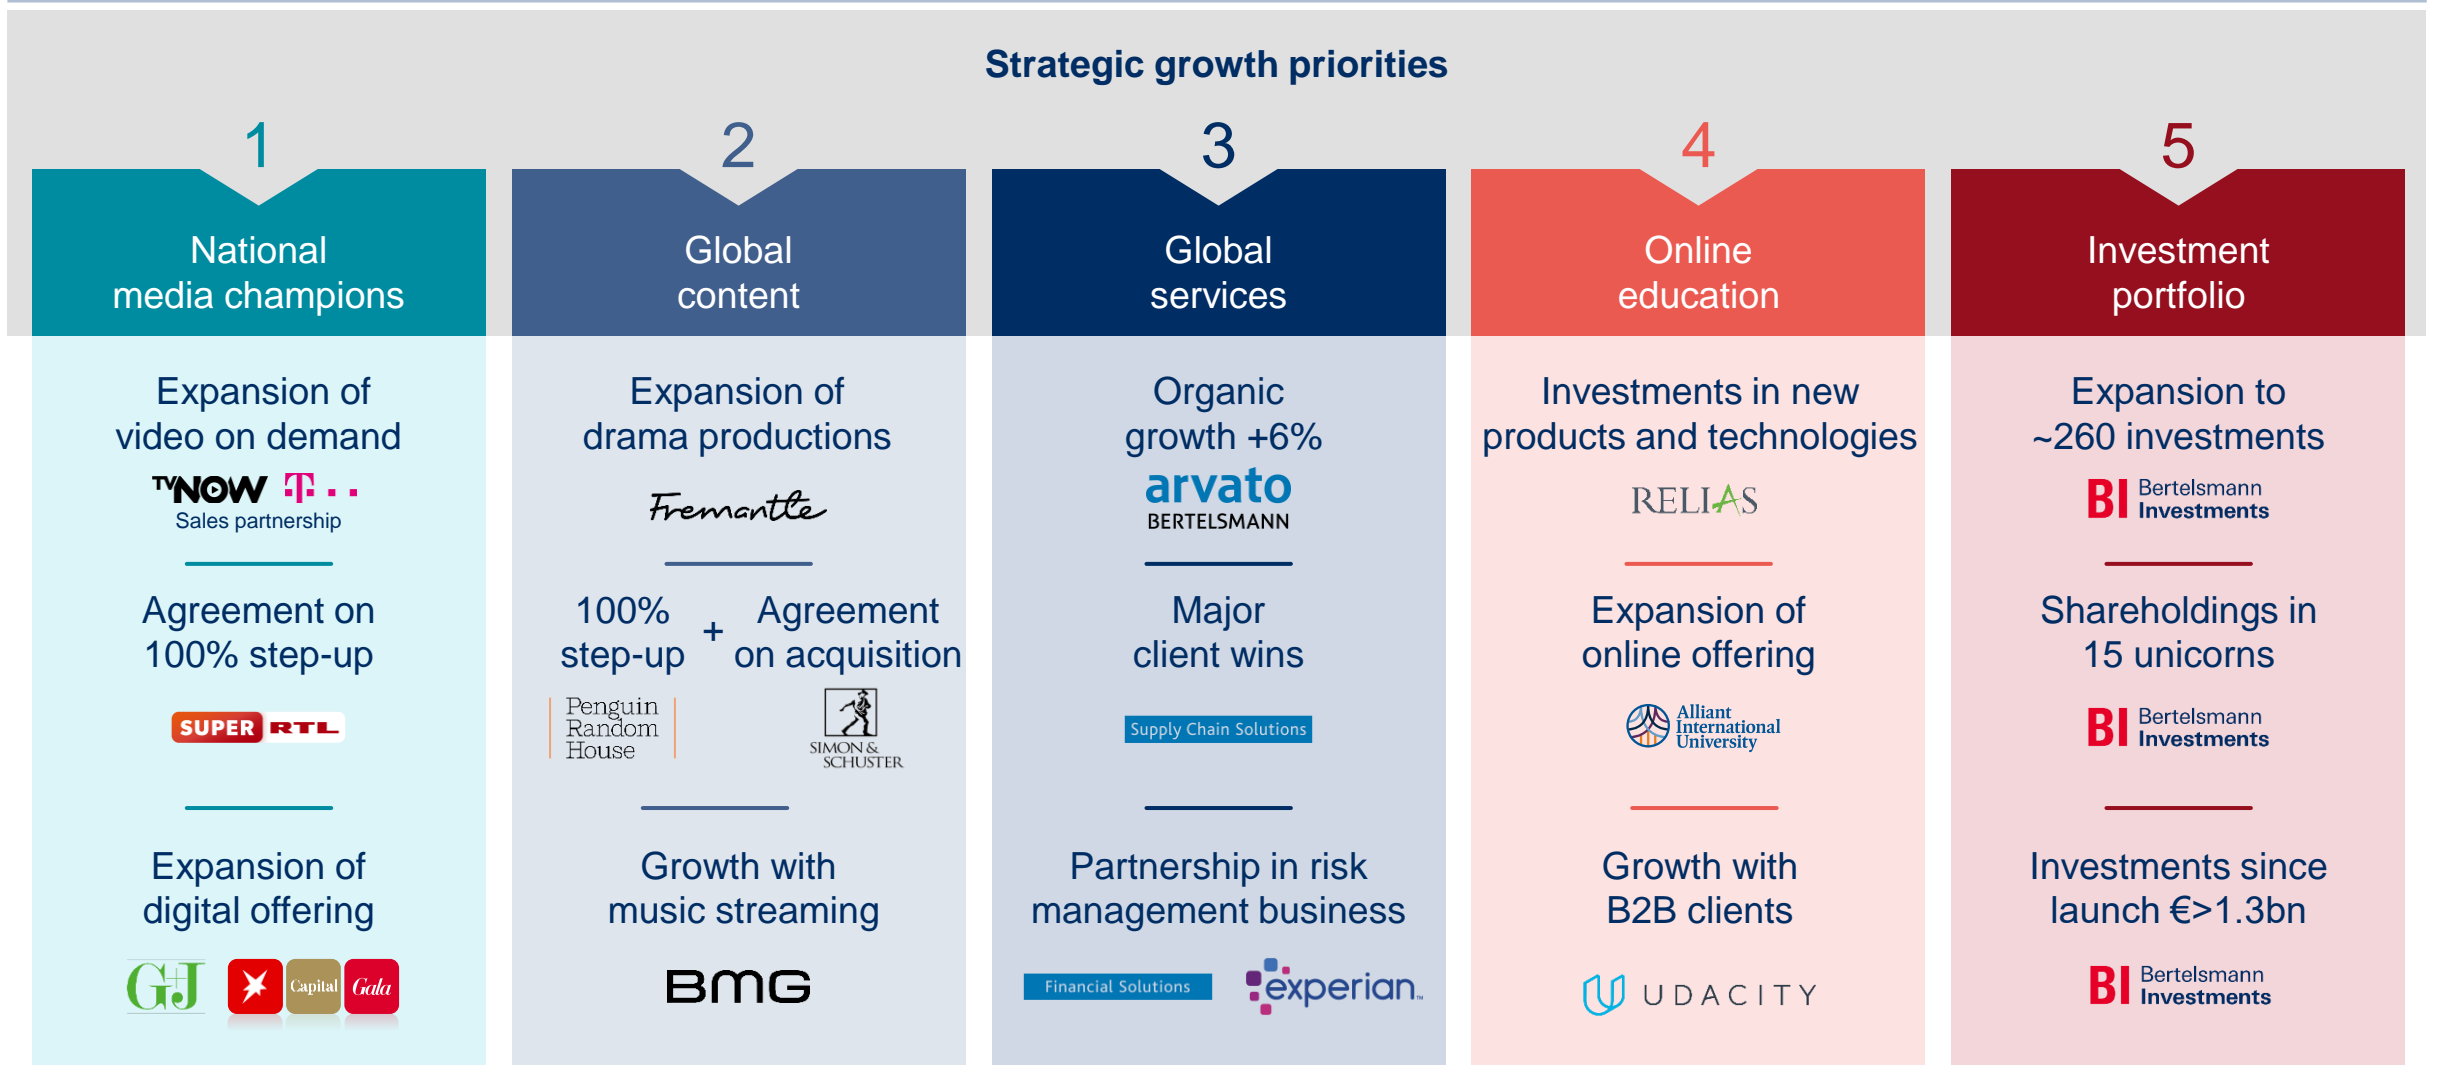 Strategic growth priorities
1
National
media champions
Expansion of
video on demand
TVNOW T
Sales partnership
Agreement on
100% step-up
SUPER RTL
Expansion of
digital offering
G+J
Capital
Gala
2
Global
content
Expansion of
drama productions
Fremantle
100%
step-up
+
Agreement
on acquisition
Penguin
Random
House
SIMON &
SCHUSTER
Growth with
music streaming
BMG
3
Global
services
Organic
growth +6%
arvato
BERTELSMANN
Major
client wins
Supply Chain Solutions
Partnership in risk
management business
Financial Solutions
experian™
4
Online
education
Investments in new
products and technologies
RELIAS
Expansion of
online offering
Alliant
International
University
Growth with
B2B clients
UDACITY
5
Investment
portfolio
Expansion to
~260 investments
BI Bertelsmann
Investments
Shareholdings in
15 unicorns
BI Bertelsmann
Investments
Investments since
launch €>1.3bn
BI Bertelsmann
Investments